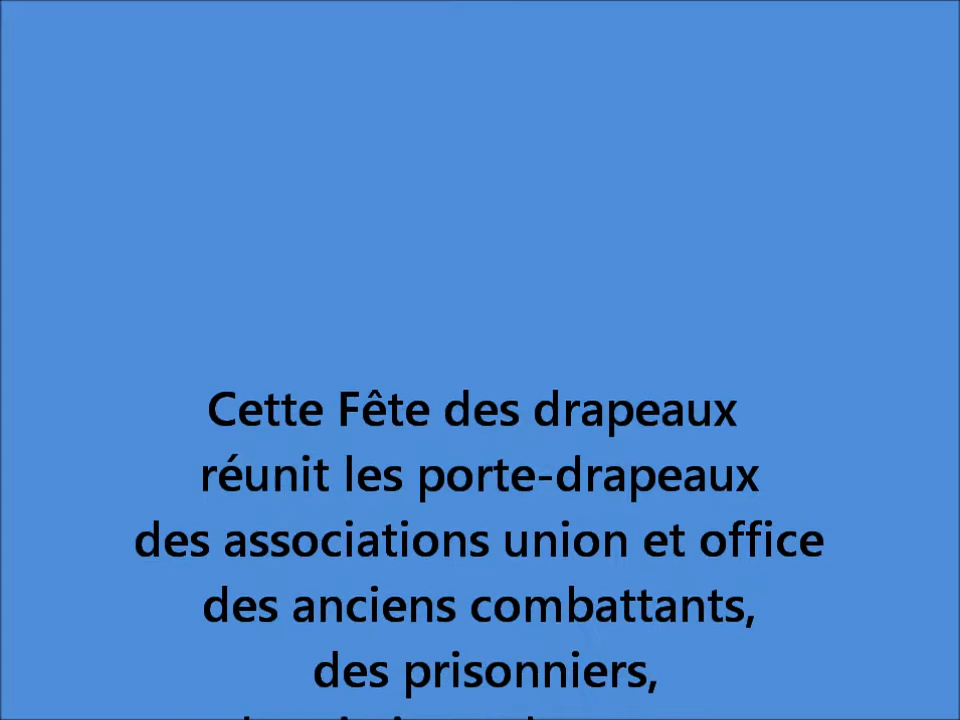 Cette Fête des drapeaux
réunit les porte-drapeaux
des associations union et office
des anciens combattants,
des prisonniers,